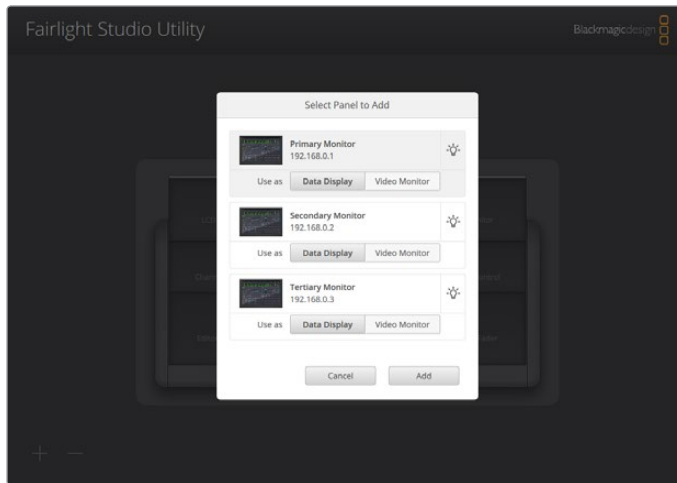 Fairlight Studio Utility
Blackmagicdesign
Select Panel to Add
Primary Monitor
192.168.0.1
Use as Data Display Video Monitor
Secondary Monitor
192.168.0.2
Use as Data Display Video Monitor
Tertiary Monitor
192.168.0.3
Use as Data Display Video Monitor
Cancel Add